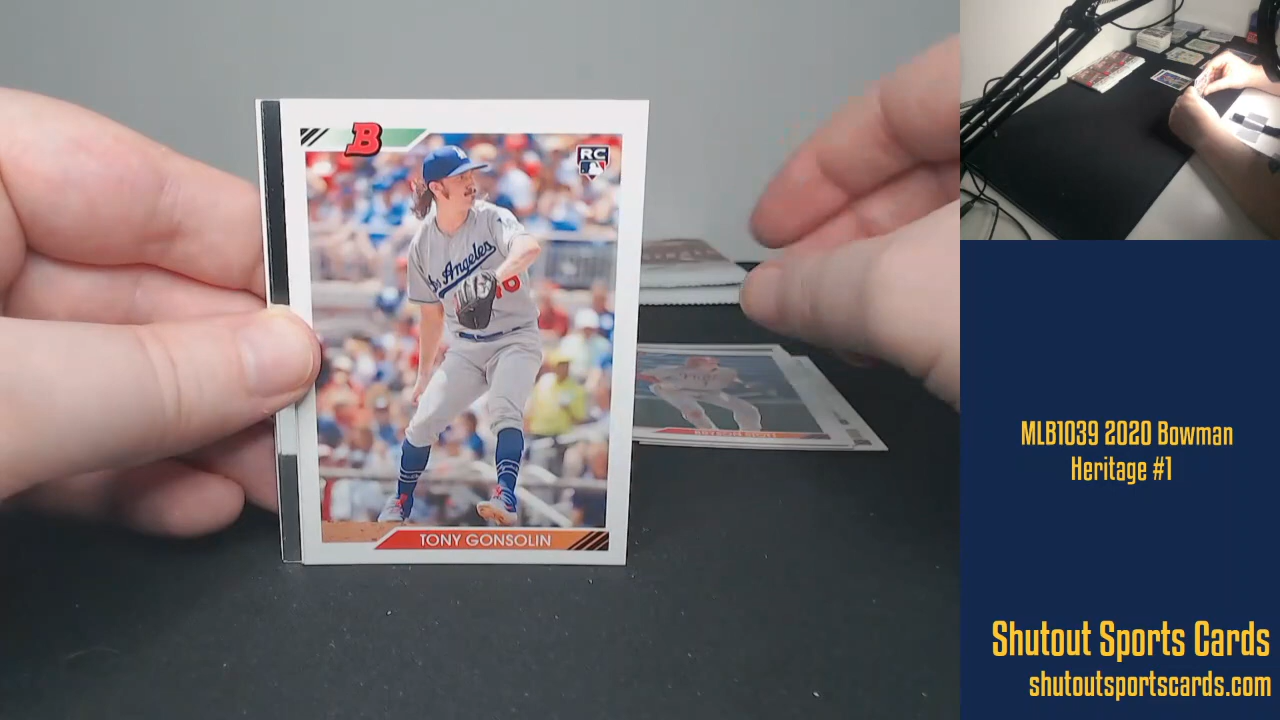 B
RC
Los Angeles
TONY GONSOLIN
MLB1039 2020 Bowman
Heritage #1
Shutout Sports Cards
shutoutsportscards.com